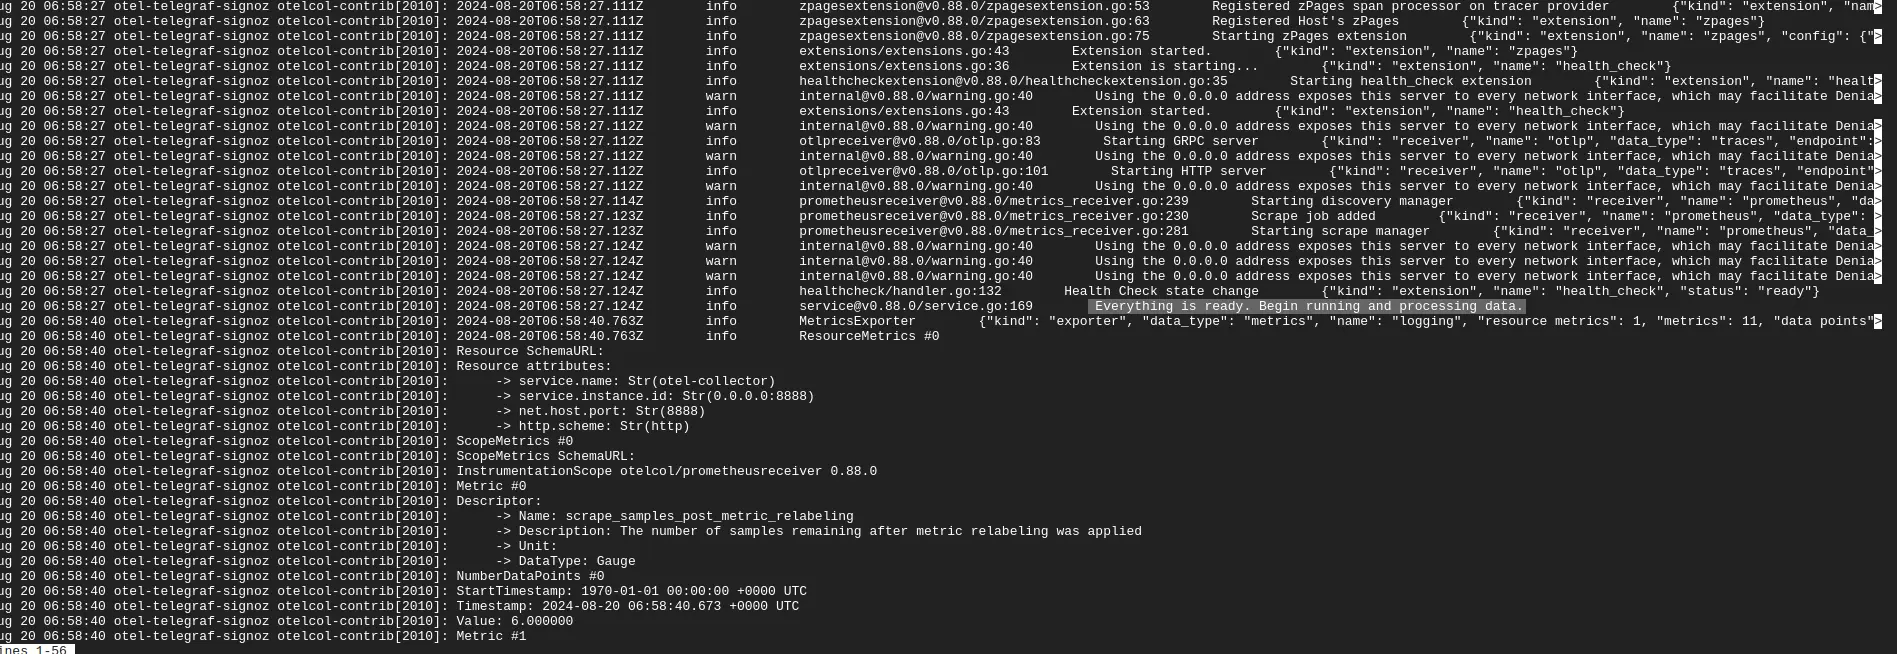 ug 20 06:58:27 otel-telegraf-signoz otelcol-contrib[2010]: 2024-08-20T06:58:27.111Z        info        zpagesextension@v0.88.0/zpagesextension.go:53        Registered zPages span processor on tracer provider        {"kind": "extension", "nam>
ug 20 06:58:27 otel-telegraf-signoz otelcol-contrib[2010]: 2024-08-20T06:58:27.111Z        info        zpagesextension@v0.88.0/zpagesextension.go:63        Registered Host's zPages        {"kind": "extension", "name": "zpages"}
ug 20 06:58:27 otel-telegraf-signoz otelcol-contrib[2010]: 2024-08-20T06:58:27.111Z        info        zpagesextension@v0.88.0/zpagesextension.go:75        Starting zPages extension        {"kind": "extension", "name": "zpages", "config": {">
ug 20 06:58:27 otel-telegraf-signoz otelcol-contrib[2010]: 2024-08-20T06:58:27.111Z        info        extensions/extensions.go:43        Extension started.        {"kind": "extension", "name": "zpages"}
ug 20 06:58:27 otel-telegraf-signoz otelcol-contrib[2010]: 2024-08-20T06:58:27.111Z        info        extensions/extensions.go:36        Extension is starting...        {"kind": "extension", "name": "health_check"}
ug 20 06:58:27 otel-telegraf-signoz otelcol-contrib[2010]: 2024-08-20T06:58:27.111Z        info        healthcheckextension@v0.88.0/healthcheckextension.go:35        Starting health_check extension        {"kind": "extension", "name": "healt>
ug 20 06:58:27 otel-telegraf-signoz otelcol-contrib[2010]: 2024-08-20T06:58:27.111Z        warn        internal@v0.88.0/warning.go:40        Using the 0.0.0.0 address exposes this server to every network interface, which may facilitate Denia>
ug 20 06:58:27 otel-telegraf-signoz otelcol-contrib[2010]: 2024-08-20T06:58:27.111Z        info        extensions/extensions.go:43        Extension started.        {"kind": "extension", "name": "health_check"}
ug 20 06:58:27 otel-telegraf-signoz otelcol-contrib[2010]: 2024-08-20T06:58:27.112Z        warn        internal@v0.88.0/warning.go:40        Using the 0.0.0.0 address exposes this server to every network interface, which may facilitate Denia>
ug 20 06:58:27 otel-telegraf-signoz otelcol-contrib[2010]: 2024-08-20T06:58:27.112Z        info        otlpreceiver@v0.88.0/otlp.go:83        Starting GRPC server        {"kind": "receiver", "name": "otlp", "data_type": "traces", "endpoint":>
ug 20 06:58:27 otel-telegraf-signoz otelcol-contrib[2010]: 2024-08-20T06:58:27.112Z        warn        internal@v0.88.0/warning.go:40        Using the 0.0.0.0 address exposes this server to every network interface, which may facilitate Denia>
ug 20 06:58:27 otel-telegraf-signoz otelcol-contrib[2010]: 2024-08-20T06:58:27.112Z        info        otlpreceiver@v0.88.0/otlp.go:101        Starting HTTP server        {"kind": "receiver", "name": "otlp", "data_type": "traces", "endpoint">
ug 20 06:58:27 otel-telegraf-signoz otelcol-contrib[2010]: 2024-08-20T06:58:27.112Z        warn        internal@v0.88.0/warning.go:40        Using the 0.0.0.0 address exposes this server to every network interface, which may facilitate Denia>
ug 20 06:58:27 otel-telegraf-signoz otelcol-contrib[2010]: 2024-08-20T06:58:27.114Z        info        prometheusreceiver@v0.88.0/metrics_receiver.go:239        Starting discovery manager        {"kind": "receiver", "name": "prometheus", "da>
ug 20 06:58:27 otel-telegraf-signoz otelcol-contrib[2010]: 2024-08-20T06:58:27.123Z        info        prometheusreceiver@v0.88.0/metrics_receiver.go:230        Scrape job added        {"kind": "receiver", "name": "prometheus", "data_type": >
ug 20 06:58:27 otel-telegraf-signoz otelcol-contrib[2010]: 2024-08-20T06:58:27.123Z        info        prometheusreceiver@v0.88.0/metrics_receiver.go:281        Starting scrape manager        {"kind": "receiver", "name": "prometheus", "data_>
ug 20 06:58:27 otel-telegraf-signoz otelcol-contrib[2010]: 2024-08-20T06:58:27.124Z        warn        internal@v0.88.0/warning.go:40        Using the 0.0.0.0 address exposes this server to every network interface, which may facilitate Denia>
ug 20 06:58:27 otel-telegraf-signoz otelcol-contrib[2010]: 2024-08-20T06:58:27.124Z        warn        internal@v0.88.0/warning.go:40        Using the 0.0.0.0 address exposes this server to every network interface, which may facilitate Denia>
ug 20 06:58:27 otel-telegraf-signoz otelcol-contrib[2010]: 2024-08-20T06:58:27.124Z        warn        internal@v0.88.0/warning.go:40        Using the 0.0.0.0 address exposes this server to every network interface, which may facilitate Denia>
ug 20 06:58:27 otel-telegraf-signoz otelcol-contrib[2010]: 2024-08-20T06:58:27.124Z        info        healthcheck/handler.go:132        Health Check state change        {"kind": "extension", "name": "health_check", "status": "ready"}
ug 20 06:58:27 otel-telegraf-signoz otelcol-contrib[2010]: 2024-08-20T06:58:27.124Z        info        service@v0.88.0/service.go:169        Everything is ready. Begin running and processing data.
ug 20 06:58:40 otel-telegraf-signoz otelcol-contrib[2010]: 2024-08-20T06:58:40.763Z        info        MetricsExporter        {"kind": "exporter", "data_type": "metrics", "name": "logging", "resource metrics": 1, "metrics": 11, "data points">
ug 20 06:58:40 otel-telegraf-signoz otelcol-contrib[2010]: 2024-08-20T06:58:40.763Z        info        ResourceMetrics #0
ug 20 06:58:40 otel-telegraf-signoz otelcol-contrib[2010]: Resource SchemaURL:
ug 20 06:58:40 otel-telegraf-signoz otelcol-contrib[2010]: Resource attributes:
ug 20 06:58:40 otel-telegraf-signoz otelcol-contrib[2010]:      -> service.name: Str(otel-collector)
ug 20 06:58:40 otel-telegraf-signoz otelcol-contrib[2010]:      -> service.instance.id: Str(0.0.0.0:8888)
ug 20 06:58:40 otel-telegraf-signoz otelcol-contrib[2010]:      -> net.host.port: Str(8888)
ug 20 06:58:40 otel-telegraf-signoz otelcol-contrib[2010]:      -> http.scheme: Str(http)
ug 20 06:58:40 otel-telegraf-signoz otelcol-contrib[2010]: ScopeMetrics #0
ug 20 06:58:40 otel-telegraf-signoz otelcol-contrib[2010]: ScopeMetrics SchemaURL:
ug 20 06:58:40 otel-telegraf-signoz otelcol-contrib[2010]: InstrumentationScope otelcol/prometheusreceiver 0.88.0
ug 20 06:58:40 otel-telegraf-signoz otelcol-contrib[2010]: Metric #0
ug 20 06:58:40 otel-telegraf-signoz otelcol-contrib[2010]: Descriptor:
ug 20 06:58:40 otel-telegraf-signoz otelcol-contrib[2010]:      -> Name: scrape_samples_post_metric_relabeling
ug 20 06:58:40 otel-telegraf-signoz otelcol-contrib[2010]:      -> Description: The number of samples remaining after metric relabeling was applied
ug 20 06:58:40 otel-telegraf-signoz otelcol-contrib[2010]:      -> Unit:
ug 20 06:58:40 otel-telegraf-signoz otelcol-contrib[2010]:      -> DataType: Gauge
ug 20 06:58:40 otel-telegraf-signoz otelcol-contrib[2010]: NumberDataPoints #0
ug 20 06:58:40 otel-telegraf-signoz otelcol-contrib[2010]: StartTimestamp: 1970-01-01 00:00:00 +0000 UTC
ug 20 06:58:40 otel-telegraf-signoz otelcol-contrib[2010]: Timestamp: 2024-08-20 06:58:40.673 +0000 UTC
ug 20 06:58:40 otel-telegraf-signoz otelcol-contrib[2010]: Value: 6.000000
ug 20 06:58:40 otel-telegraf-signoz otelcol-contrib[2010]: Metric #1
ines 1-56